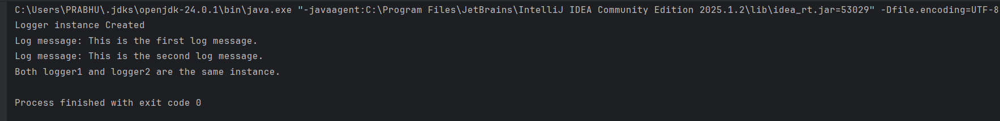 C:\Users\PRABHU\.jdks\openjdk-24.0.1\bin\java.exe "-javaagent:C:\Program Files\JetBrains\IntelliJ IDEA Community Edition 2025.1.2\lib\idea_rt.jar=53029" -Dfile.encoding=UTF-8
Logger instance Created
Log message: This is the first log message.
Log message: This is the second log message.
Both logger1 and logger2 are the same instance.
Process finished with exit code 0